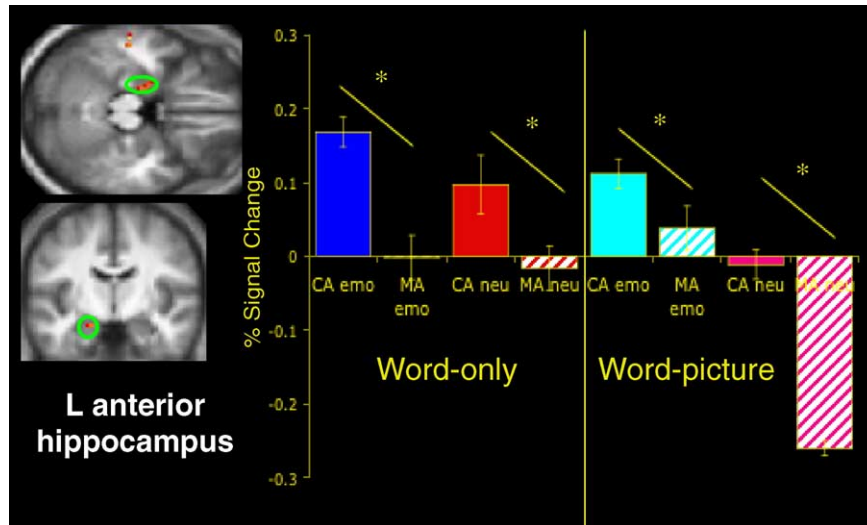 L anterior
hippocampus
% Signal Change
0.3
0.2
0.1
0
-0.1
-0.2
-0.3
*
*
*
*
CA emo
MA
emo
CA neu
MA neu
CA emo
MA
emo
CA neu
MA neu
Word-only
Word-picture